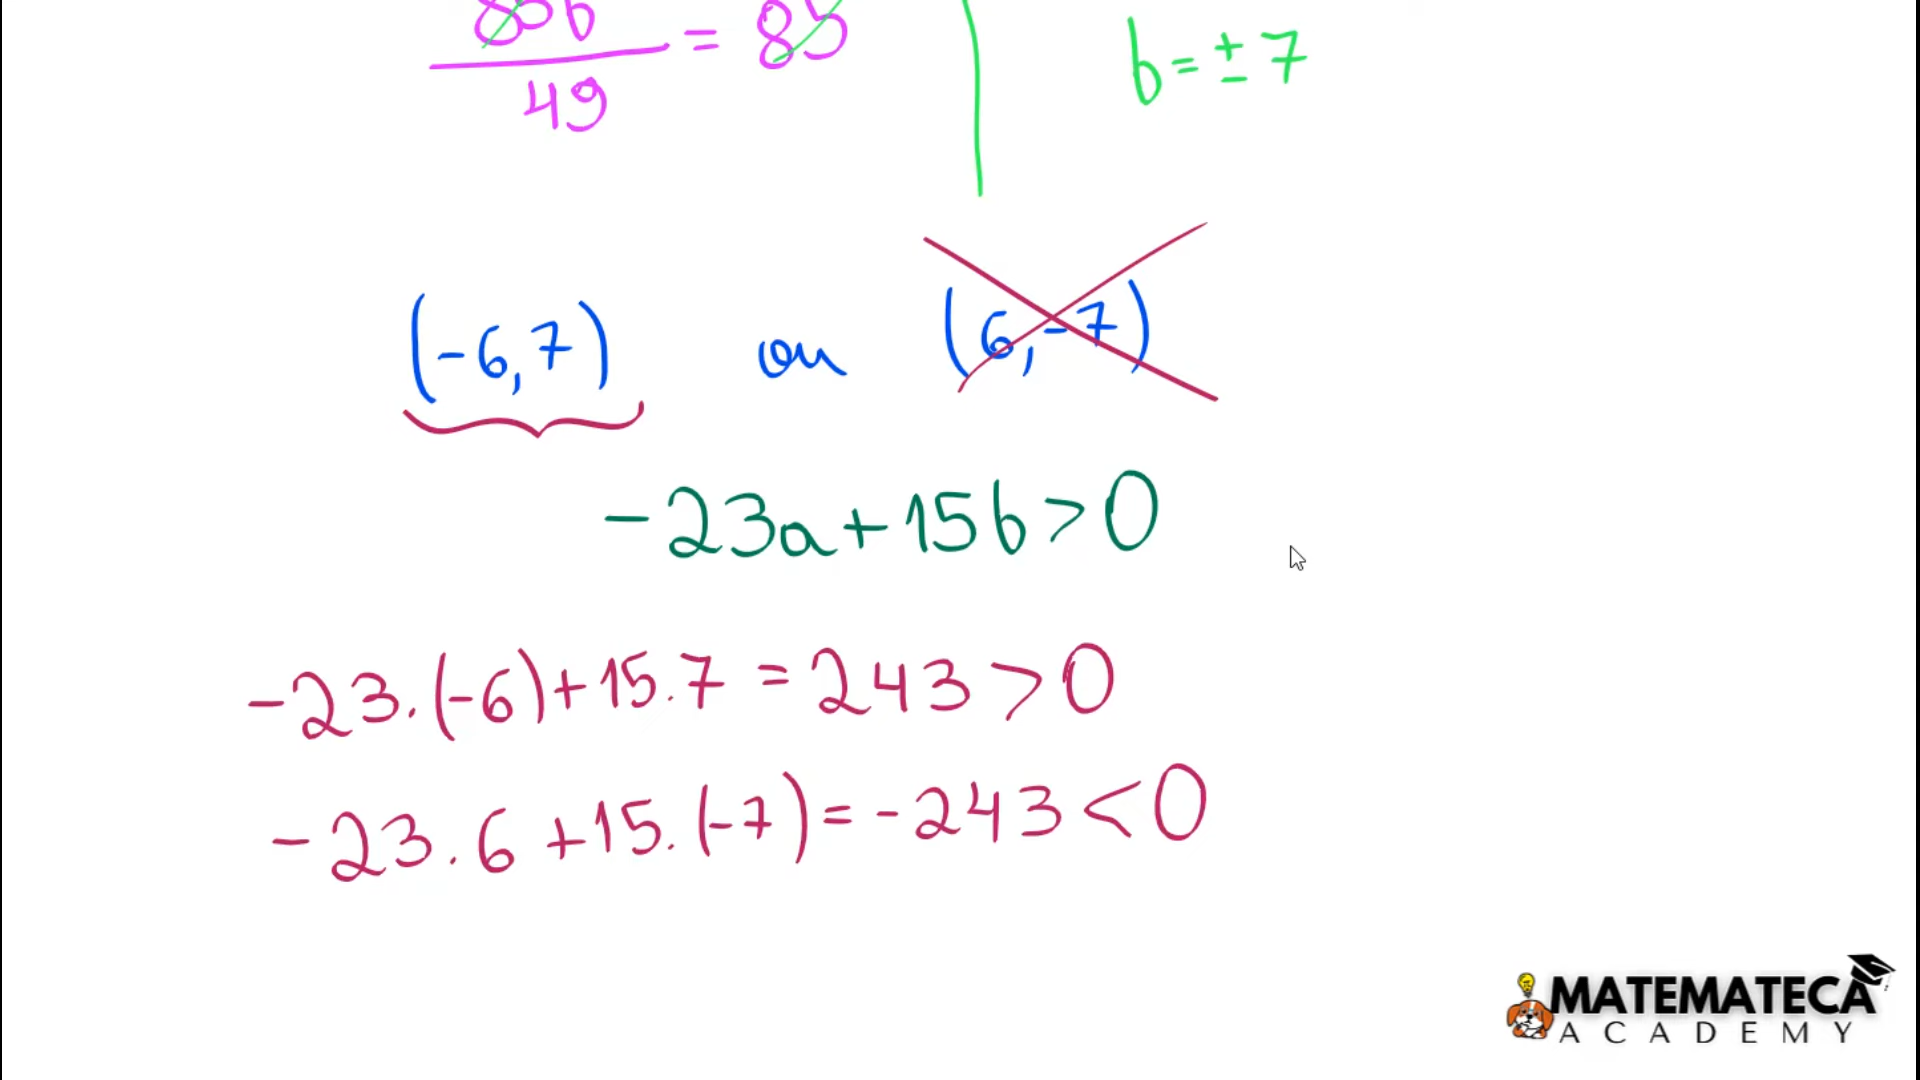 85b/49 = 85
b = ± 7
(-6,7) ou (6,-7)
-23a+15b>0
-23.(-6)+15.7 = 243 > 0
-23.6+15.(-7) = -243 < 0
MATEMATECA
ACADEMY